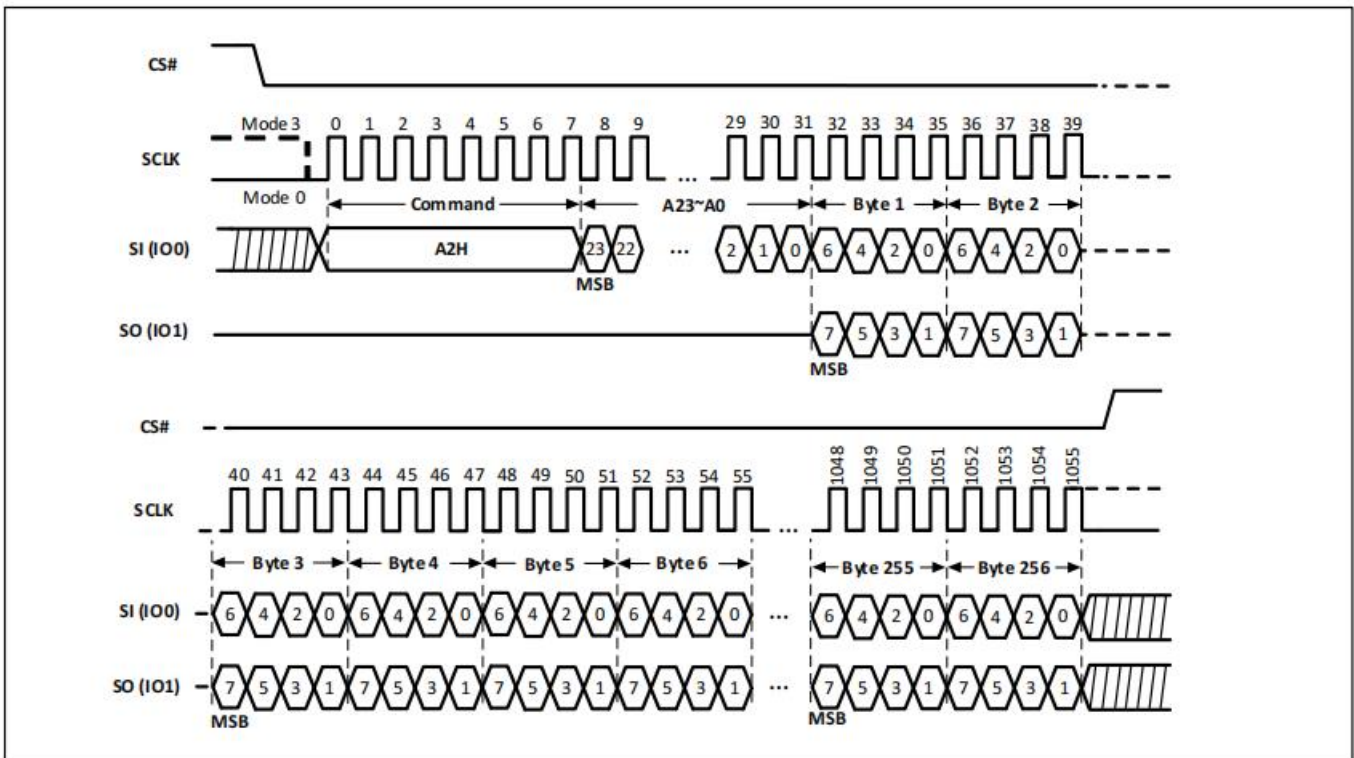 CS#
Mode 3 0 1 2 3 4 5 6 7 8 9 29 30 31 32 33 34 35 36 37 38 39
SCLK ...
Mode 0 Command A23~A0 Byte 1 Byte 2
SI (IO0) A2H 23 22 ... 2 1 0 6 4 2 0 6 4 2 0
MSB
SO (IO1) 7 5 3 1 7 5 3 1
MSB
CS#
40 41 42 43 44 45 46 47 48 49 50 51 52 53 54 55 1048 1049 1050 1051 1052 1053 1054 1055
SCLK ...
Byte 3 Byte 4 Byte 5 Byte 6 Byte 255 Byte 256
SI (IO0) 6 4 2 0 6 4 2 0 6 4 2 0 6 4 2 0 ... 6 4 2 0 6 4 2 0
SO (IO1) 7 5 3 1 7 5 3 1 7 5 3 1 7 5 3 1 ... 7 5 3 1 7 5 3 1
MSB MSB